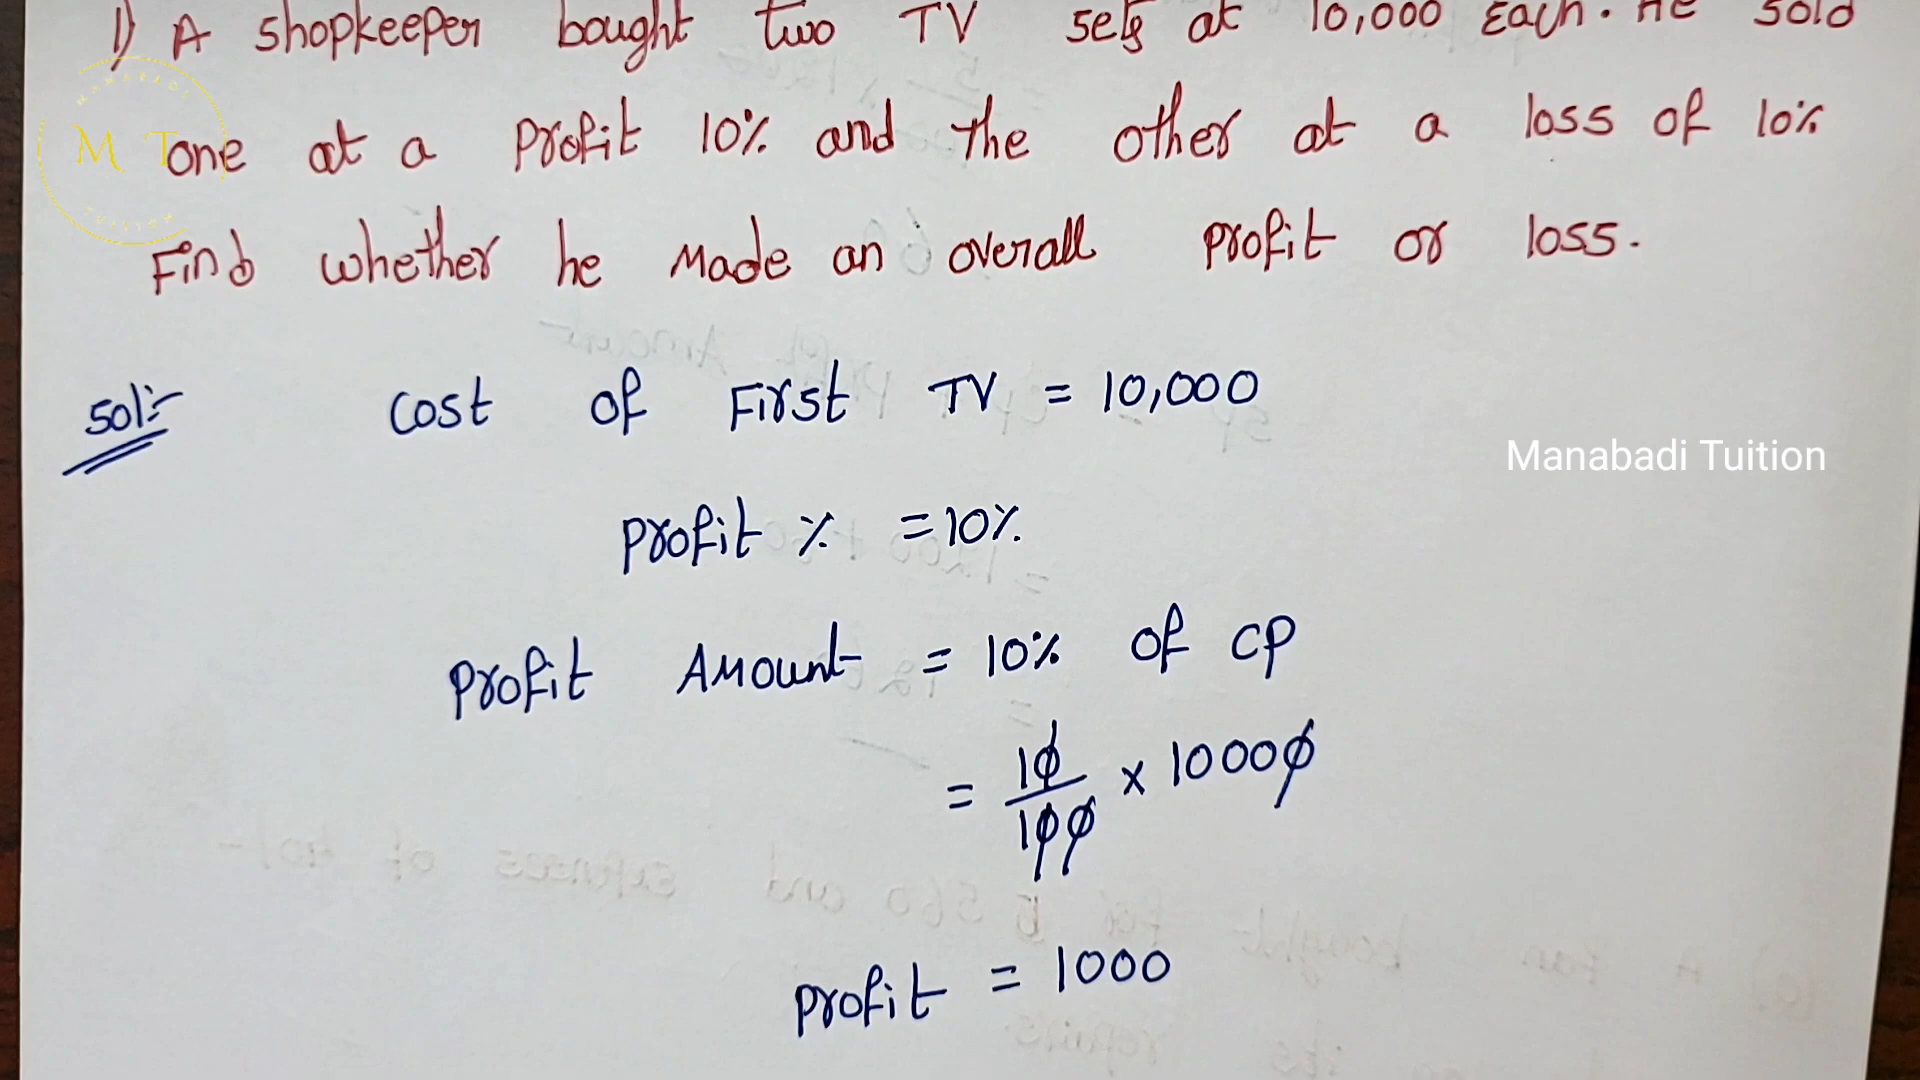 1) A shopkeeper bought two TV sets at 10,000 Each. He sold
one at a profit 10% and the other at a loss of 10%
Find whether he Made an overall profit or loss.
Sol:- Cost of First TV = 10,000
Manabadi Tuition
profit % = 10%
profit Amount = 10% of CP
= 10/100 × 10000
profit = 1000
M T